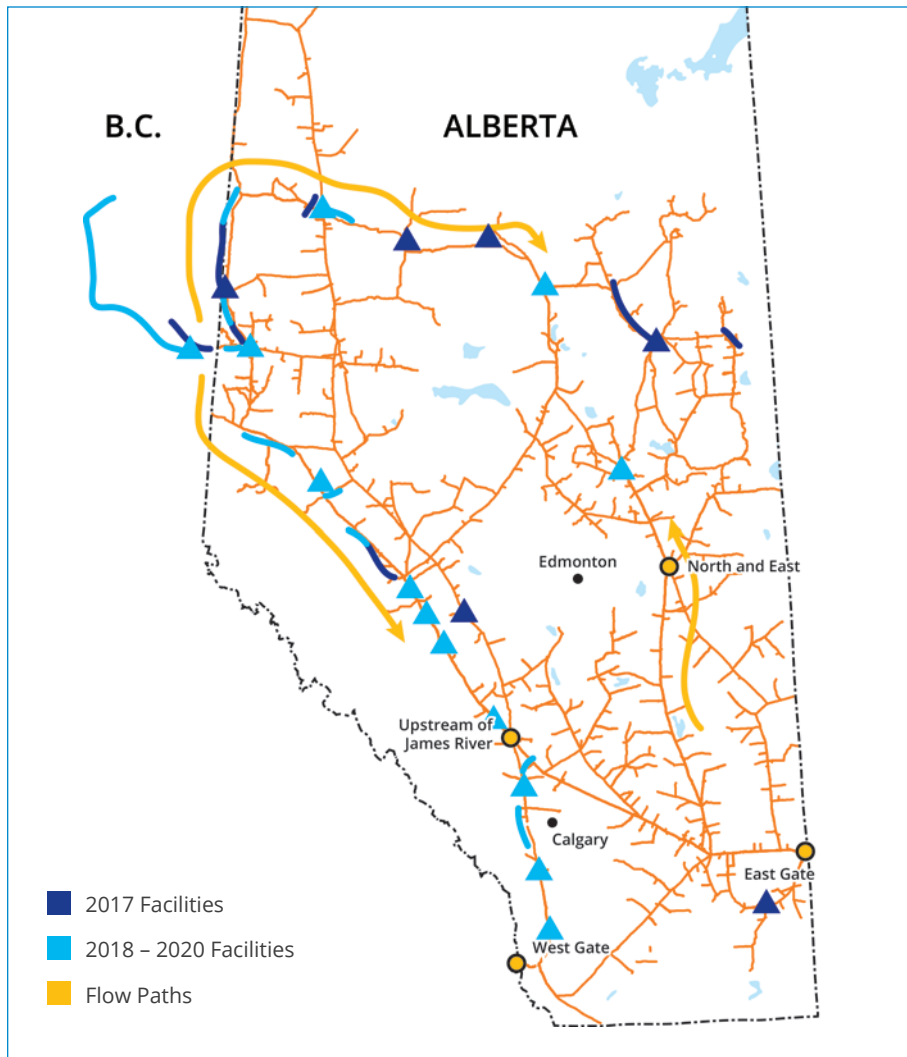 B.C.
ALBERTA
Edmonton
North and East
Upstream of
James River
Calgary
East Gate
West Gate
2017 Facilities
2018 – 2020 Facilities
Flow Paths